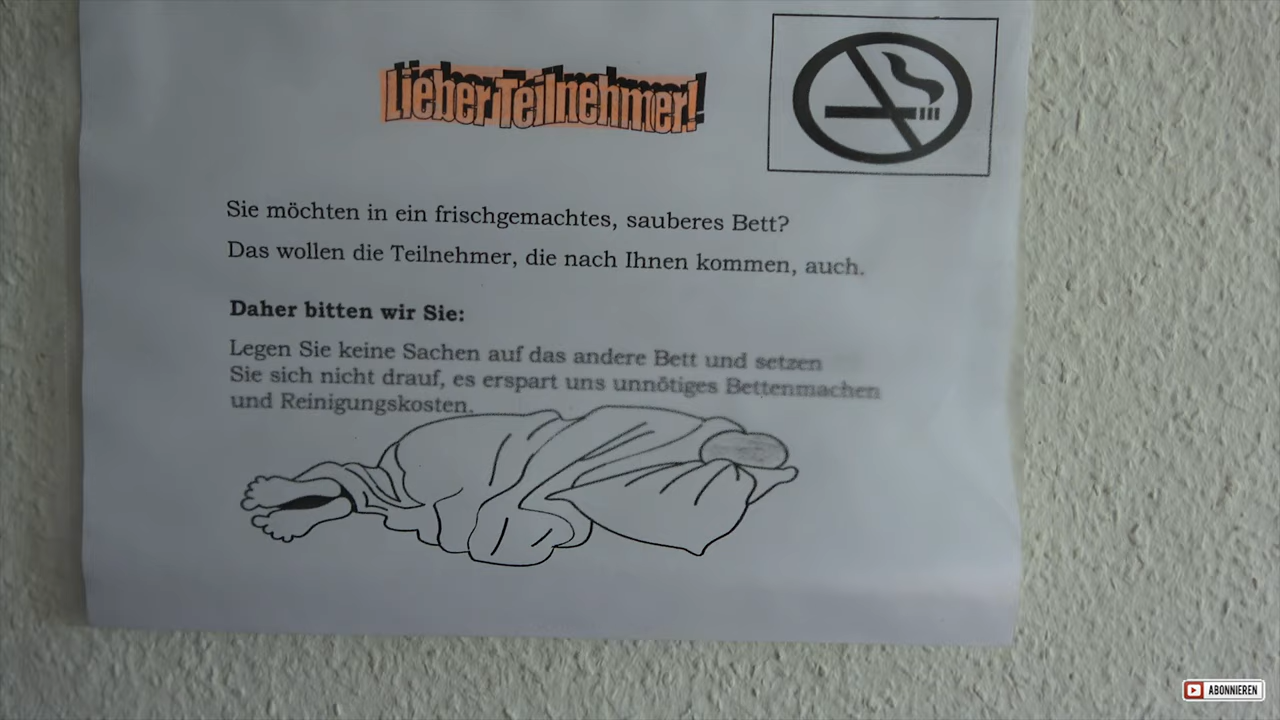 Lieber Teilnehmer!
Sie möchten in ein frischgemachtes, sauberes Bett?
Das wollen die Teilnehmer, die nach Ihnen kommen, auch.
Daher bitten wir Sie:
Legen Sie keine Sachen auf das andere Bett und setzen
Sie sich nicht drauf, es erspart uns unnötiges Bettenmachen
und Reinigungskosten.
ABONNIEREN